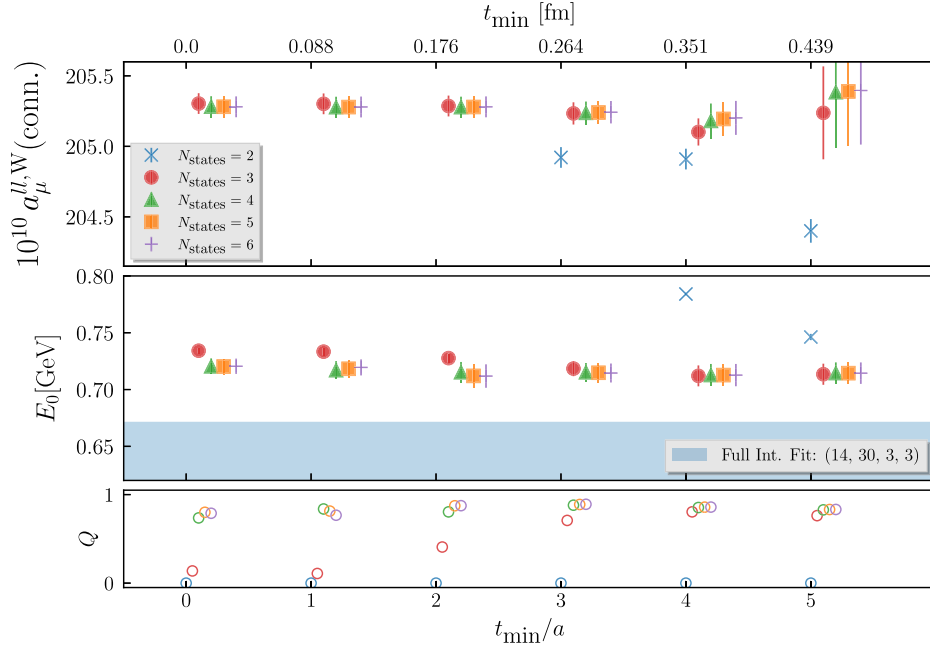 t_min [fm]
0.0 0.088 0.176 0.264 0.351 0.439
10^10 a_μ^{ll,W}(conn.)
205.5
205.0
204.5
N_states = 2
N_states = 3
N_states = 4
N_states = 5
N_states = 6
E_0[GeV]
0.80
0.75
0.70
0.65
Full Int. Fit: (14, 30, 3, 3)
Q
1
0
0 1 2 3 4 5
t_min/a